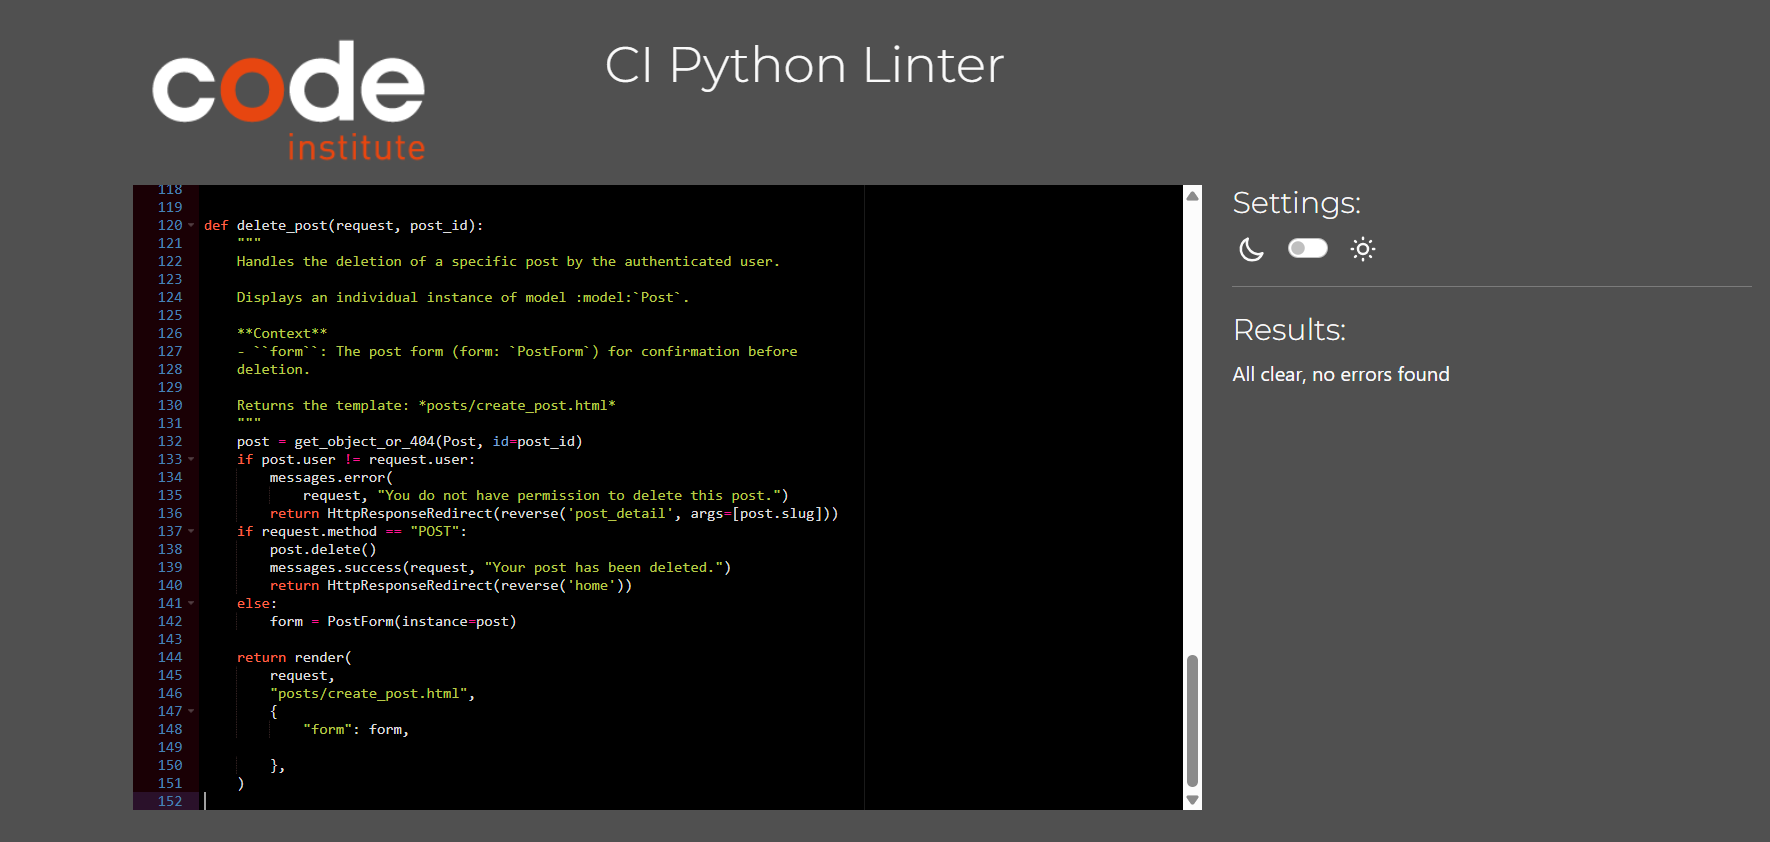 code
institute
CI Python Linter
118
119
120 def delete_post(request, post_id):
121     """
122     Handles the deletion of a specific post by the authenticated user.
123
124     Displays an individual instance of model :model:`Post`.
125
126     **Context**
127     - ``form``: The post form (form: `PostForm`) for confirmation before
128     deletion.
129
130     Returns the template: *posts/create_post.html*
131     """
132     post = get_object_or_404(Post, id=post_id)
133     if post.user != request.user:
134         messages.error(
135             request, "You do not have permission to delete this post.")
136         return HttpResponseRedirect(reverse('post_detail', args=[post.slug]))
137     if request.method == "POST":
138         post.delete()
139         messages.success(request, "Your post has been deleted.")
140         return HttpResponseRedirect(reverse('home'))
141     else:
142         form = PostForm(instance=post)
143
144     return render(
145         request,
146         "posts/create_post.html",
147         {
148             "form": form,
149
150         },
151     )
152
Settings:
Results:
All clear, no errors found